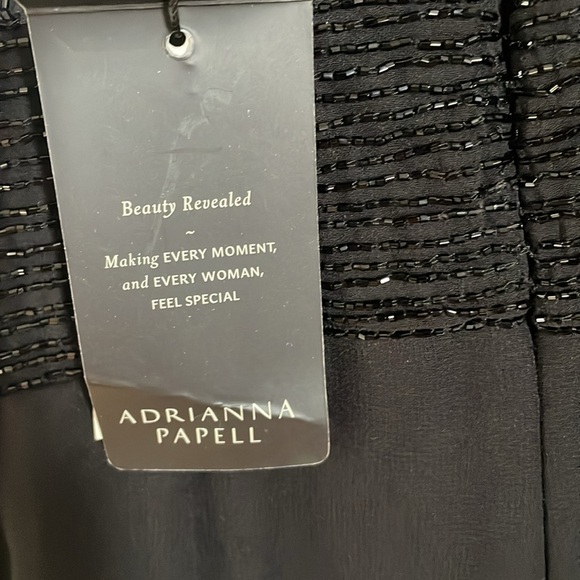 Beauty Revealed
~
Making EVERY MOMENT,
and EVERY WOMAN,
FEEL SPECIAL
ADRIANNA
PAPELL